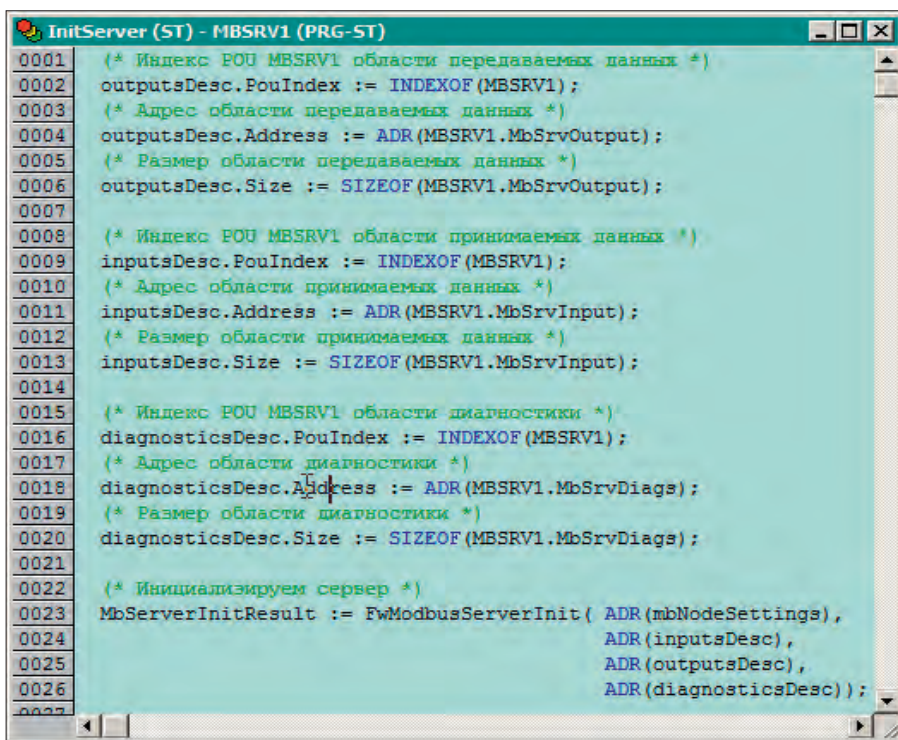 InitServer (ST) - MBSRV1 (PRG-ST)
0001 (* Индекс POU MBSRV1 области передаваемых данных *)
0002 outputsDesc.PouIndex := INDEXOF(MBSRV1);
0003 (* Адрес области передаваемых данных *)
0004 outputsDesc.Address := ADR(MBSRV1.MbSrvOutput);
0005 (* Размер области передаваемых данных *)
0006 outputsDesc.Size := SIZEOF(MBSRV1.MbSrvOutput);
0007
0008 (* Индекс POU MBSRV1 области принимаемых данных *)
0009 inputsDesc.PouIndex := INDEXOF(MBSRV1);
0010 (* Адрес области принимаемых данных *)
0011 inputsDesc.Address := ADR(MBSRV1.MbSrvInput);
0012 (* Размер области принимаемых данных *)
0013 inputsDesc.Size := SIZEOF(MBSRV1.MbSrvInput);
0014
0015 (* Индекс POU MBSRV1 области диагностики *)
0016 diagnosticsDesc.PouIndex := INDEXOF(MBSRV1);
0017 (* Адрес области диагностики *)
0018 diagnosticsDesc.Address := ADR(MBSRV1.MbSrvDiags);
0019 (* Размер области диагностики *)
0020 diagnosticsDesc.Size := SIZEOF(MBSRV1.MbSrvDiags);
0021
0022 (* Инициализируем сервер *)
0023 MbServerInitResult := FwModbusServerInit( ADR(mbNodeSettings),
0024 ADR(inputsDesc),
0025 ADR(outputsDesc),
0026 ADR(diagnosticsDesc));
0027